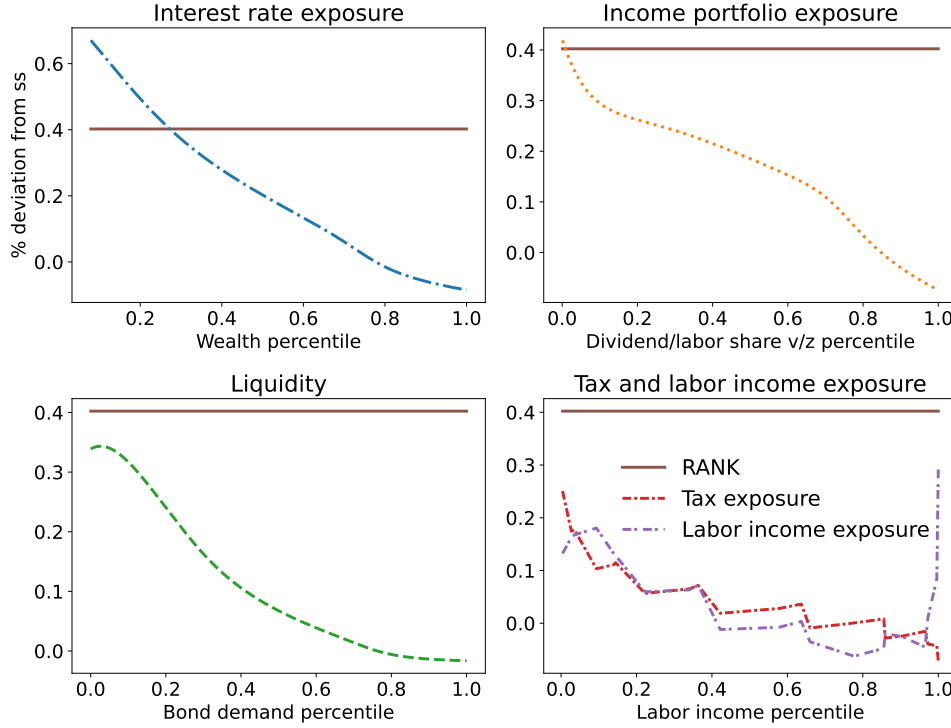 Interest rate exposure
% deviation from ss
0.6
0.4
0.2
0.0
0.2 0.4 0.6 0.8 1.0
Wealth percentile
Income portfolio exposure
0.4
0.3
0.2
0.1
0.0
0.0 0.2 0.4 0.6 0.8 1.0
Dividend/labor share v/z percentile
Liquidity
0.4
0.3
0.2
0.1
0.0
0.0 0.2 0.4 0.6 0.8 1.0
Bond demand percentile
Tax and labor income exposure
0.4
0.3
0.2
0.1
0.0
RANK
Tax exposure
Labor income exposure
0.0 0.2 0.4 0.6 0.8 1.0
Labor income percentile